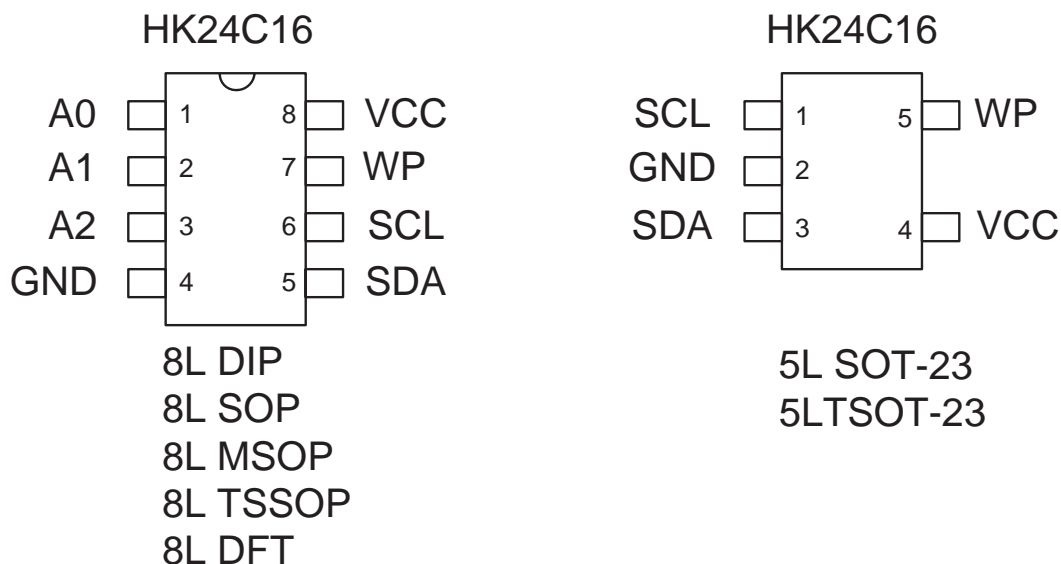 HK24C16
A0 1 8 VCC
A1 2 7 WP
A2 3 6 SCL
GND 4 5 SDA
8L DIP
8L SOP
8L MSOP
8L TSSOP
8L DFT
HK24C16
SCL 1 5 WP
GND 2
SDA 3 4 VCC
5L SOT-23
5LTSOT-23